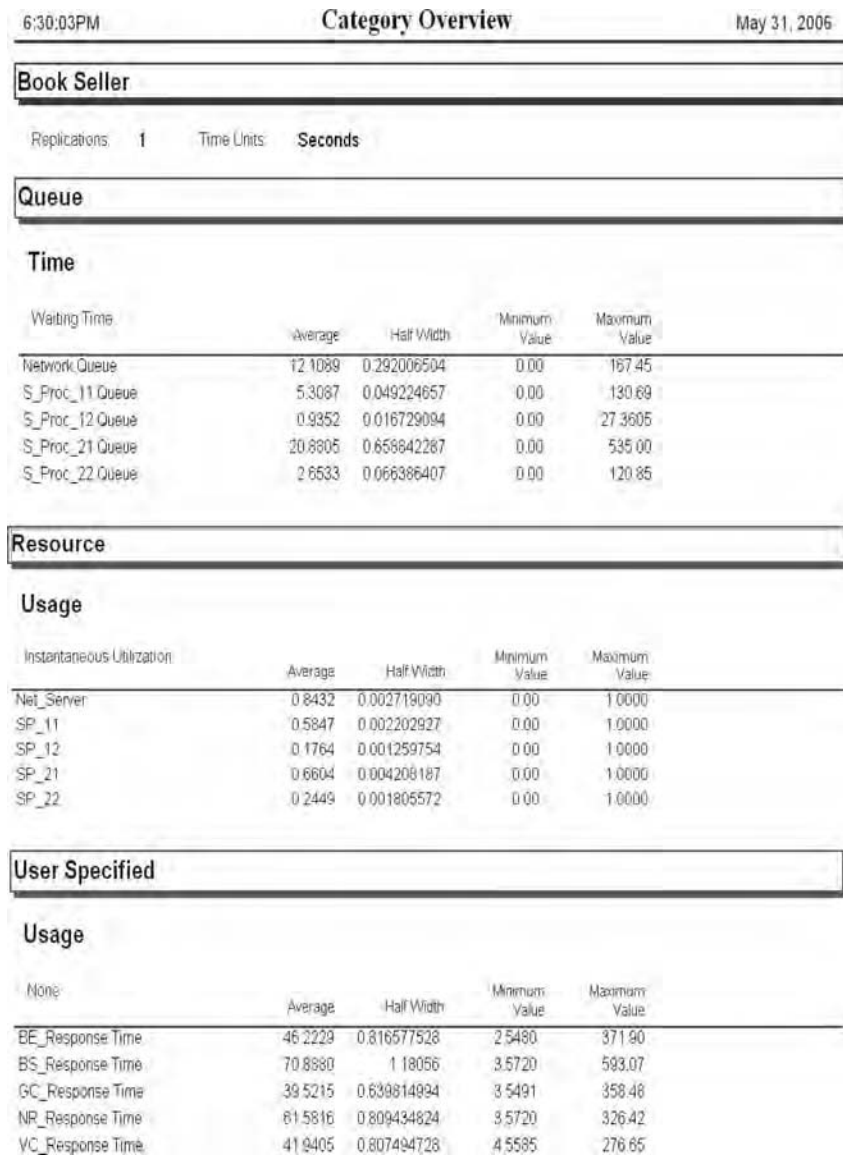 6:30:03PM Category Overview May 31, 2006
Book Seller
Replications: 1 Time Units: Seconds
Queue
Time
Waiting Time Average Half Width Minimum Value Maximum Value
Network.Queue 12.1089 0.292006504 0.00 167.45
S_Proc_11.Queue 5.3087 0.049224657 0.00 130.69
S_Proc_12.Queue 0.9352 0.016729094 0.00 27.3605
S_Proc_21.Queue 20.8805 0.658642287 0.00 535.00
S_Proc_22.Queue 2.6533 0.066386407 0.00 120.85
Resource
Usage
Instantaneous Utilization Average Half Width Minimum Value Maximum Value
Net_Server 0.8432 0.002719090 0.00 1.0000
SP_11 0.5847 0.002202927 0.00 1.0000
SP_12 0.1764 0.001259754 0.00 1.0000
SP_21 0.6604 0.004208187 0.00 1.0000
SP_22 0.2449 0.001805572 0.00 1.0000
User Specified
Usage
None Average Half Width Minimum Value Maximum Value
BE_Response Time 46.2229 0.816577528 2.5480 371.90
BS_Response Time 70.8880 1.18056 3.5720 593.07
GC_Response Time 39.5215 0.639814994 3.5491 358.48
NR_Response Time 61.5816 0.809434824 3.5720 326.42
VC_Response Time 41.9405 0.807494728 4.5585 276.65